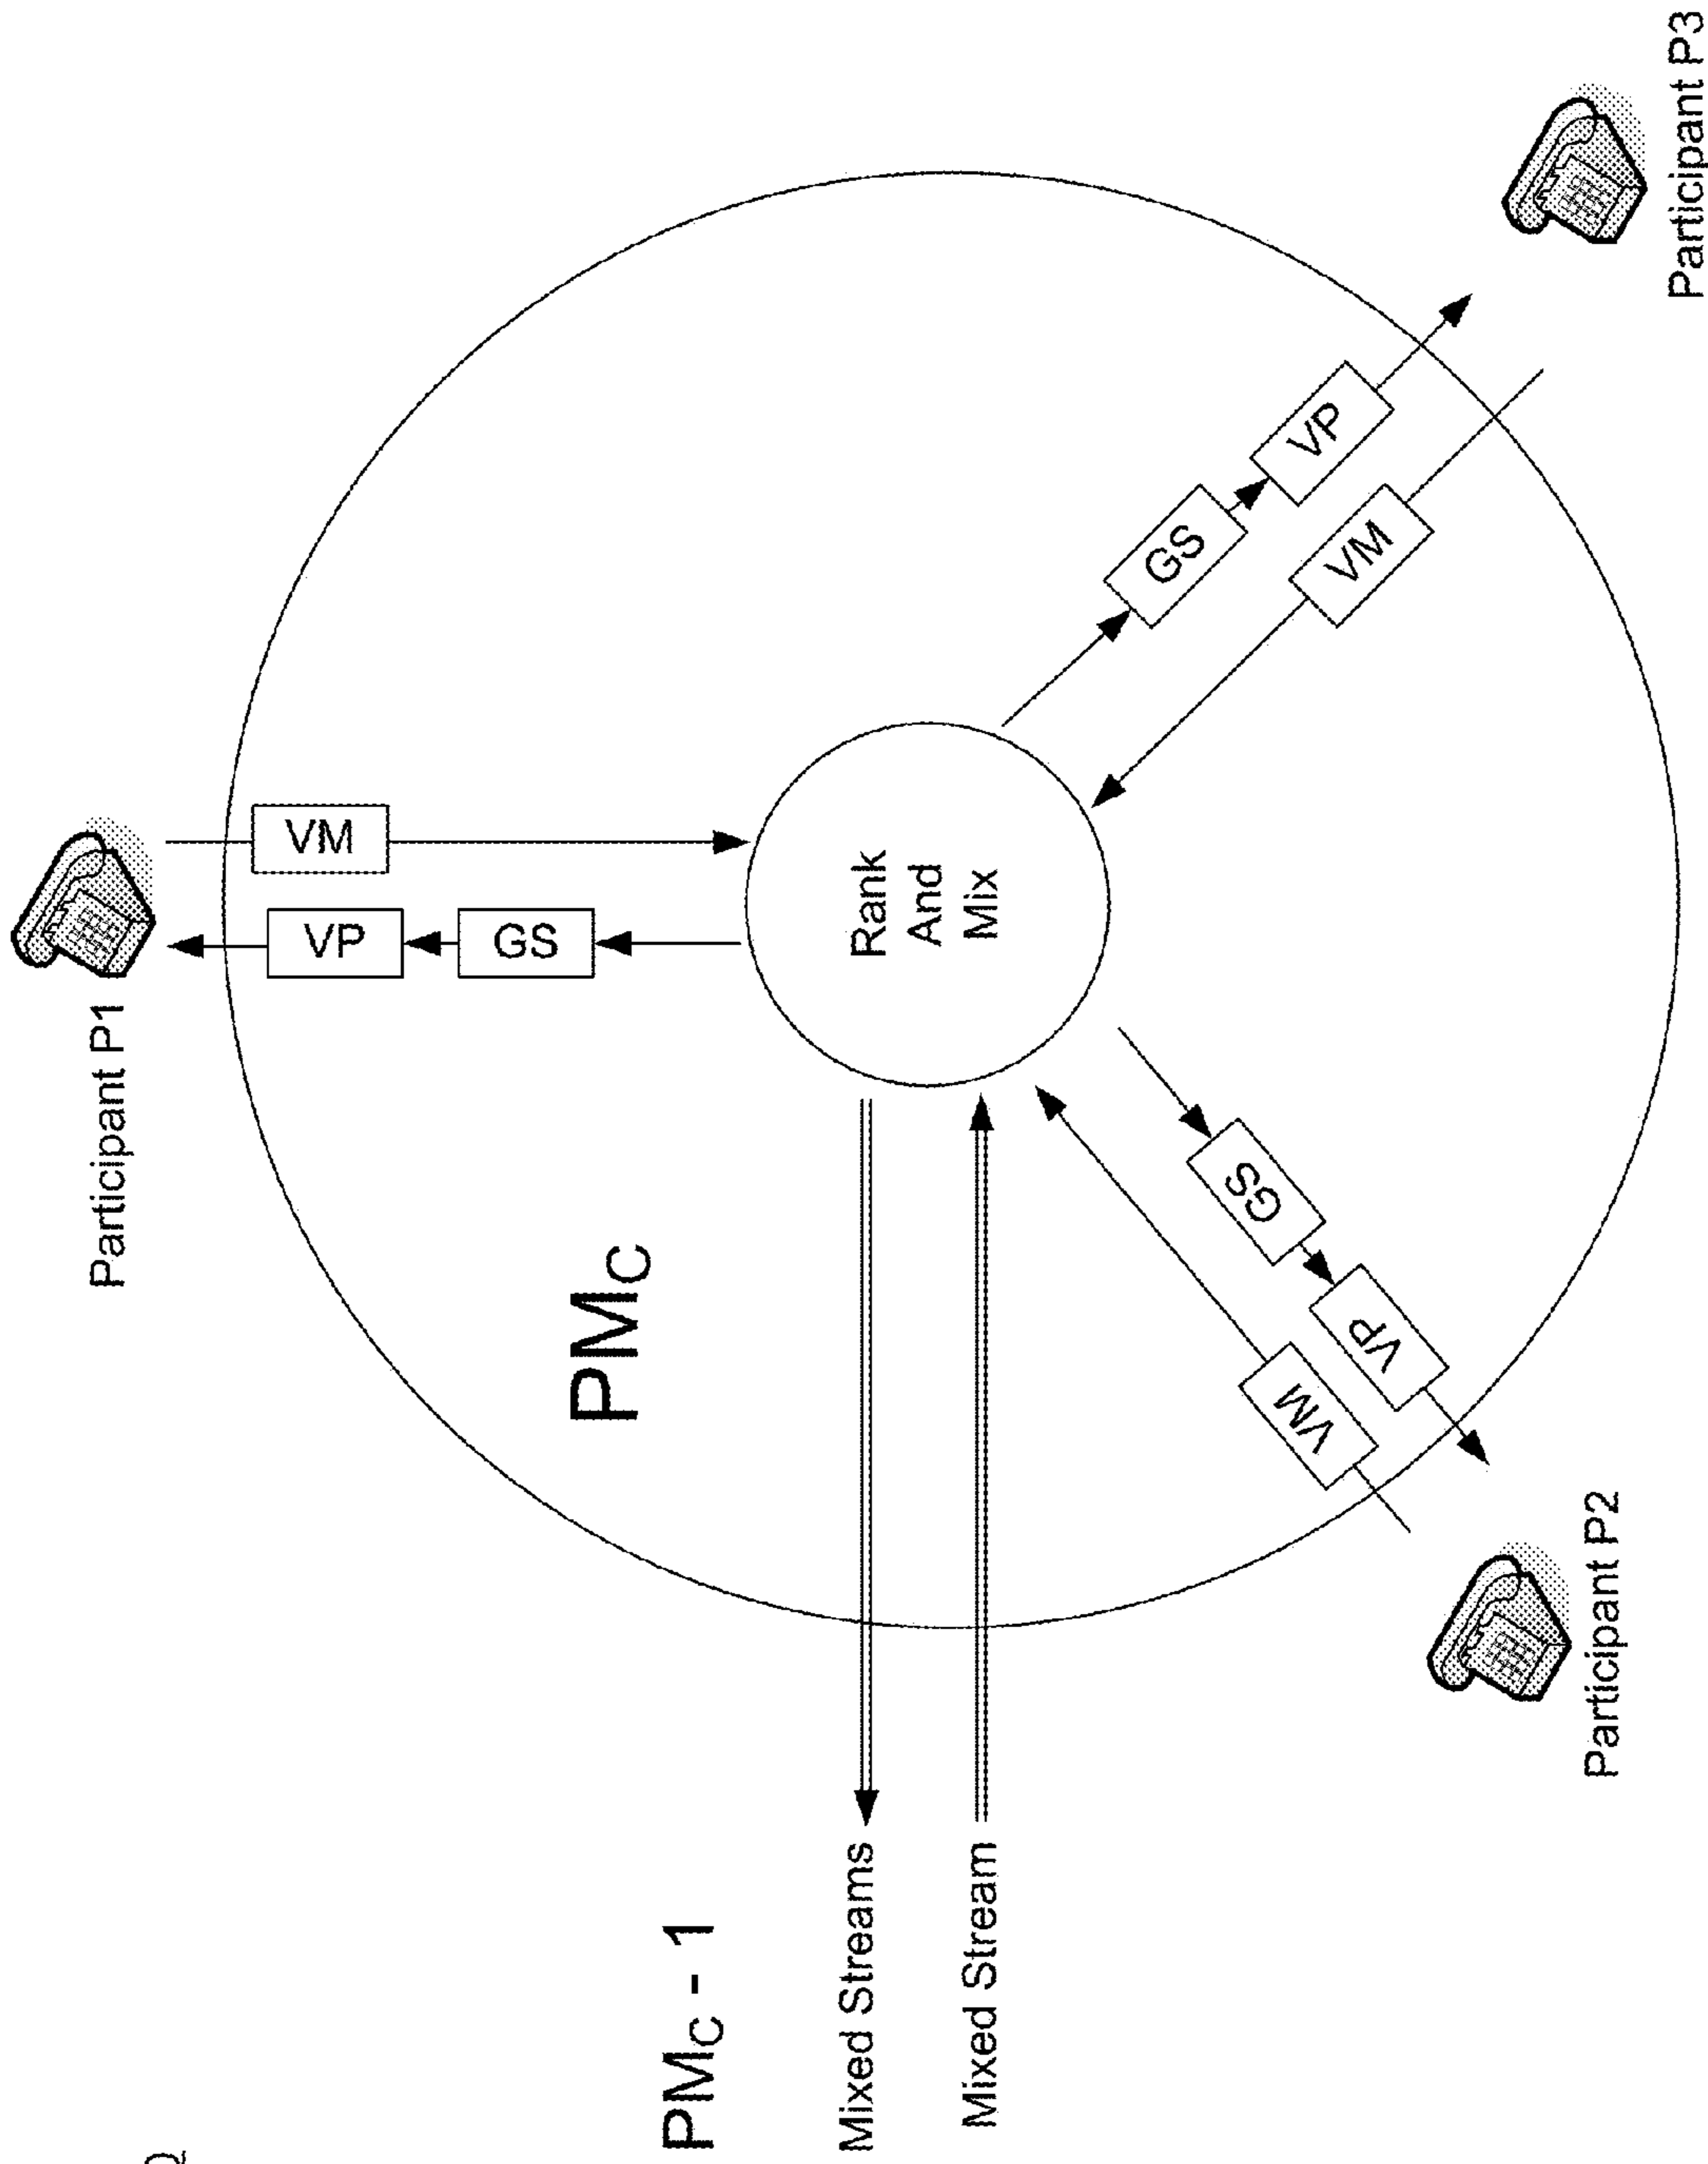 Participant P1
VM
VP
GS
Rank
And
Mix
PMC
PMC - 1
Mixed Streams
Mixed Stream
GS
VP
VM
Participant P2
GS
VP
VM
Participant P3